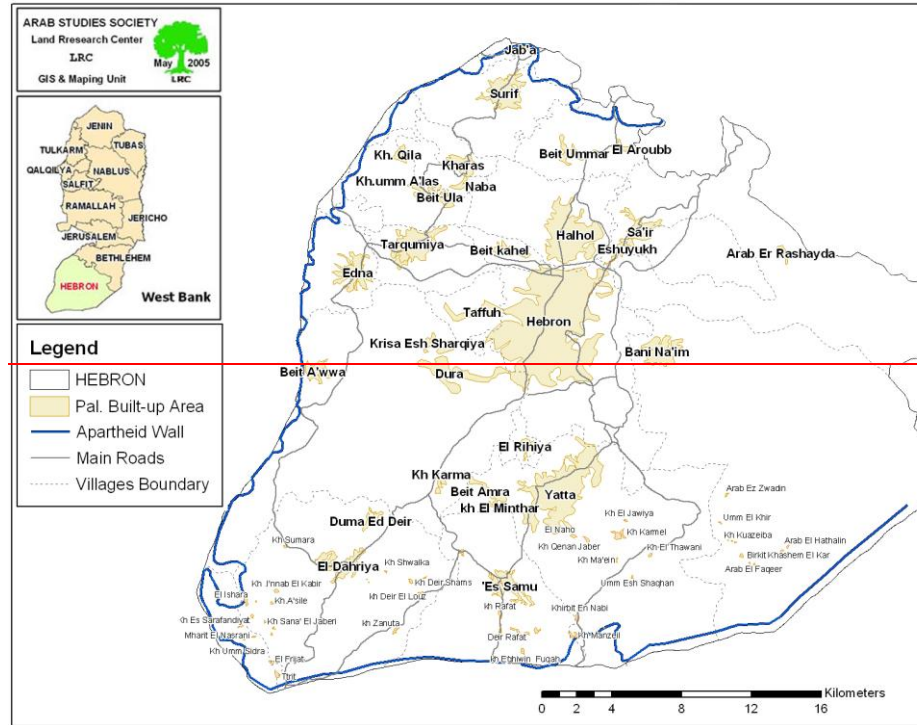 ARAB STUDIES SOCIETY
Land Rresearch Center
LRC
GIS & Maping Unit
May 2005
LRC
JENIN
TULKARM
TUBAS
QALQILYA
NABLUS
SALFIT
RAMALLAH
JERICHO
JERUSALEM
BETHLEHEM
HEBRON
West Bank
Legend
HEBRON
Pal. Built-up Area
Apartheid Wall
Main Roads
Villages Boundary
Jab'a
Surif
Kh. Qila
Kharas
Beit Ummar
El Aroubb
Kh.umm A'las
Naba
Beit Ula
Halhol
Sa'ir
Tarqumiya
Beit kahel
Eshuyukh
Arab Er Rashayda
Edna
Taffuh
Hebron
Krisa Esh Sharqiya
Bani Na'im
Beit A'wwa
Dura
El Rihiya
Kh Karma
Beit Amra
Yatta
kh El Minthar
Arab Ez Zwadin
Duma Ed Deir
Kh El Jawiya
Umm El Khir
El Naho
Kh Karmel
Kh Kuazeiba
Kh Sumara
Kh Qenan Jaber
Kh El Thawani
Arab El Hathalin
Birkit Khashem El Kar
El Dahriya
Kh Shwaika
Kh Ma'ein
Arab El Faqeer
Kh I'nnab El Kabir
kh Deir Shams
'Es Samu
Umm Esh Shaqhan
El Ishara
Kh A'sile
kh Deir El Louz
kh Rafat
Khirbit En Nabi
Kh Es Sarafandiyat
Kh Sana' El Jaberi
kh Zanuta
Mharit El Nasrani
Deir Rafat
Kh Manzeil
Kh Umm Sidra
El Frijat
Fuqah
Ttrit
Kilometers
0 2 4 8 12 16